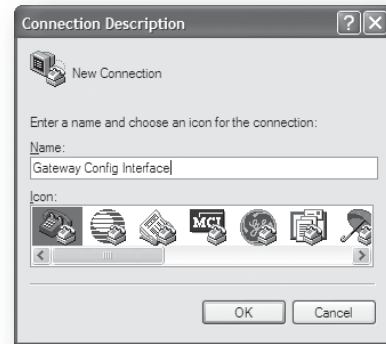 Connection Description
New Connection
Enter a name and choose an icon for the connection:
Name:
Gateway Config Interface
Icon:
MCI
OK Cancel